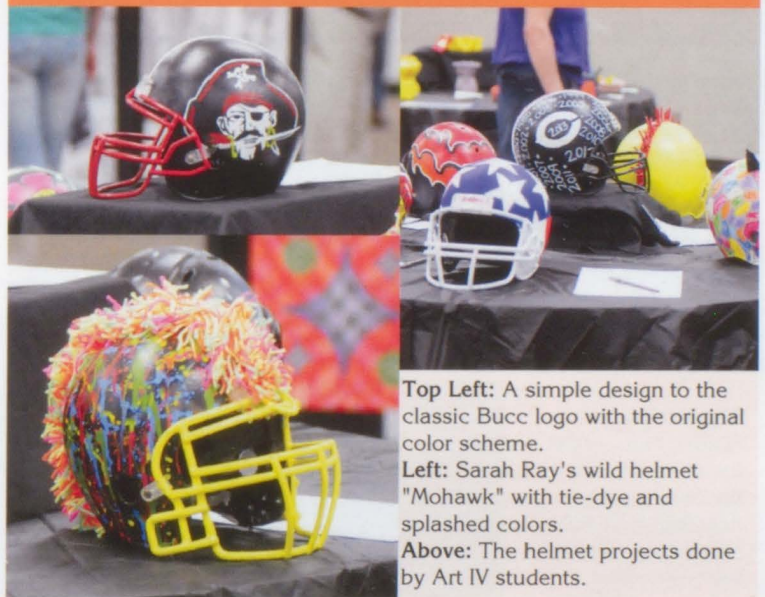 Top Left: A simple design to the
classic Bucc logo with the original
color scheme.
Left: Sarah Ray's wild helmet
"Mohawk" with tie-dye and
splashed colors.
Above: The helmet projects done
by Art IV students.